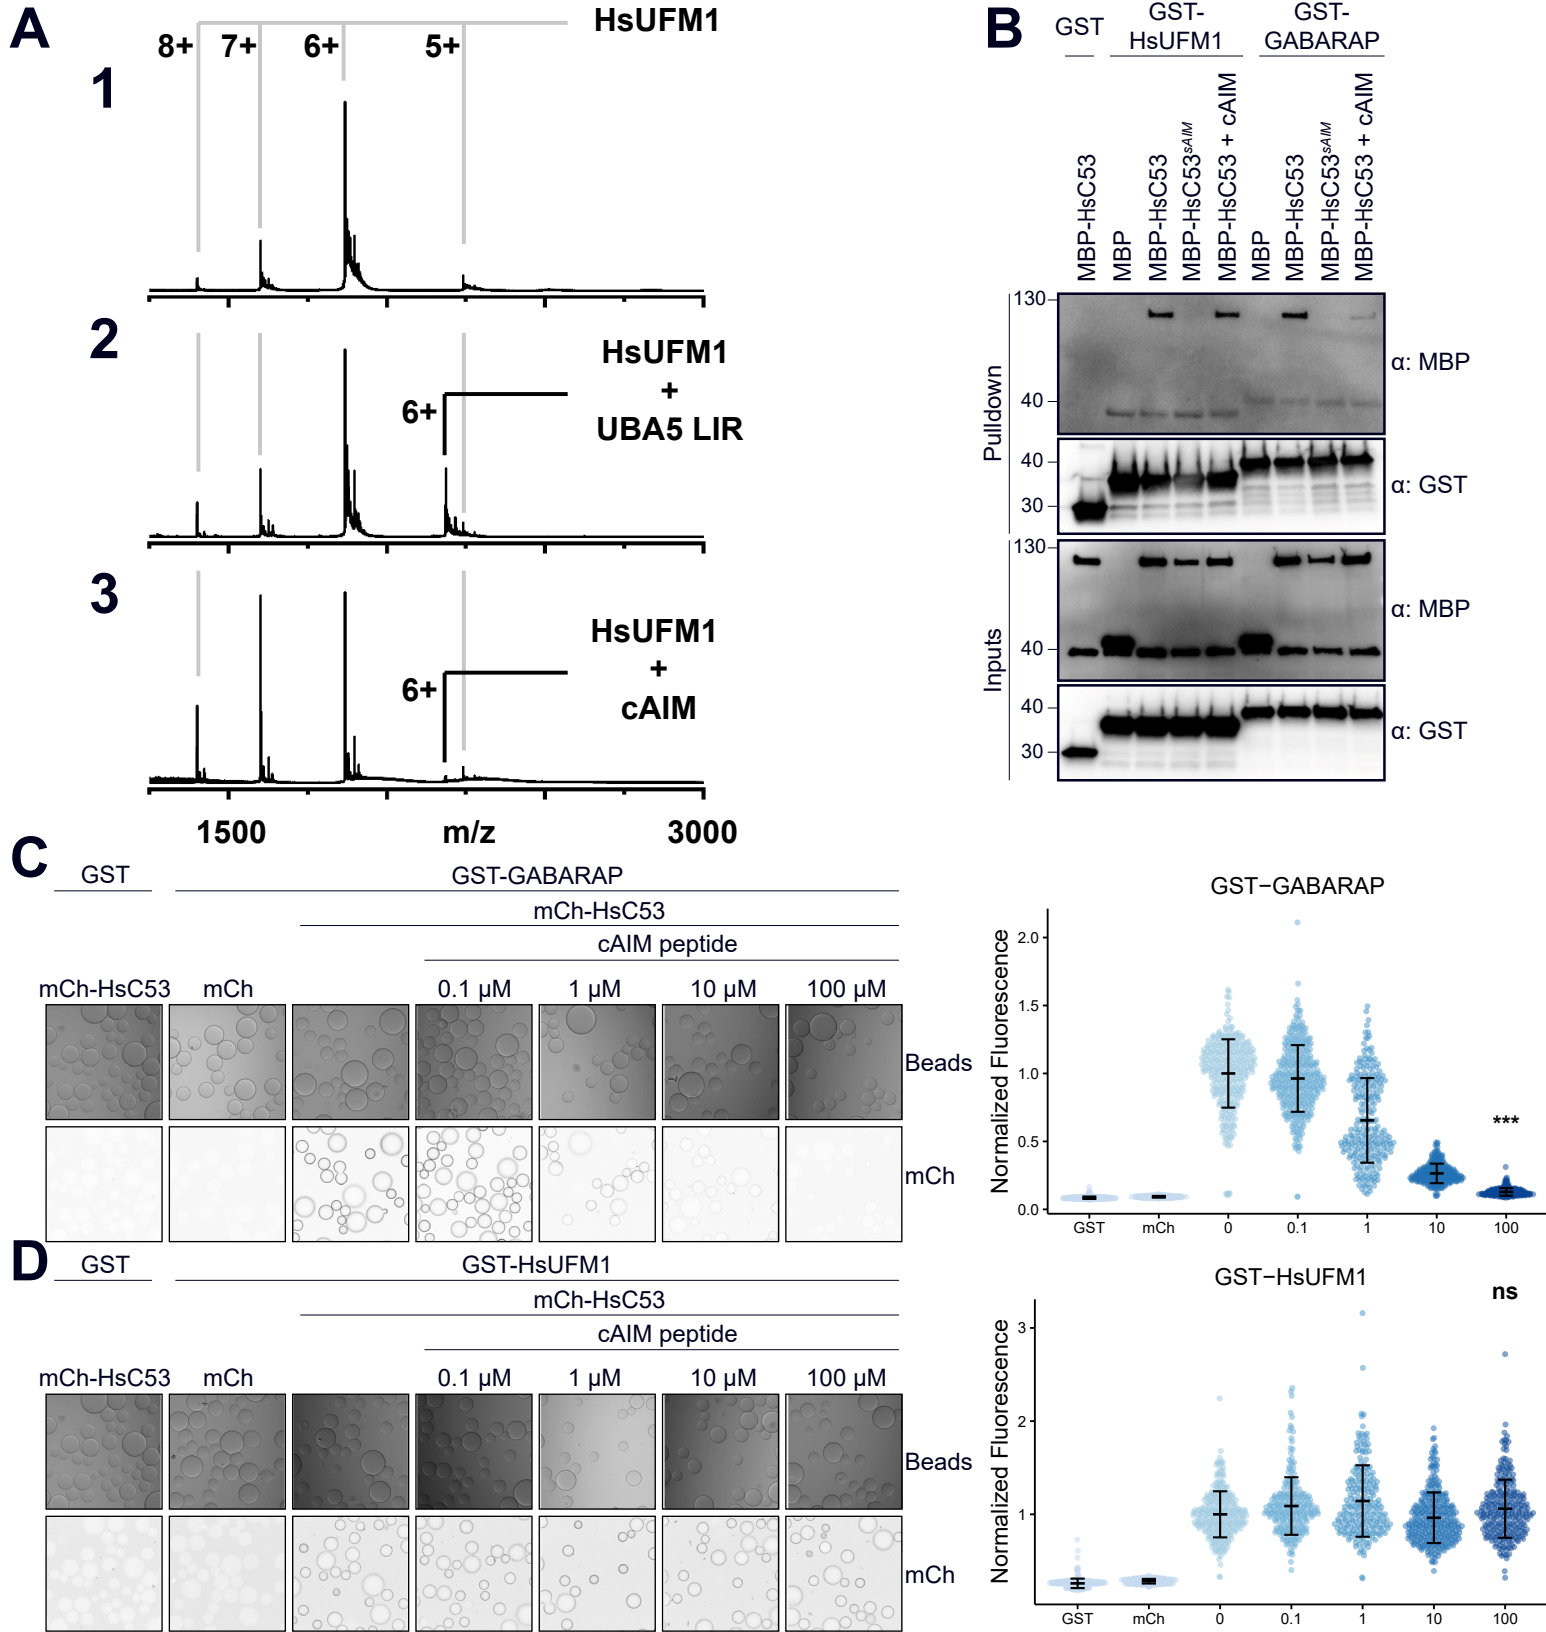 A
HsUFM1
8+ 7+ 6+ 5+
1
2
HsUFM1
+
UBA5 LIR
6+
3
HsUFM1
+
cAIM
6+
1500 m/z 3000
B
GST GST-HsUFM1 GST-GABARAP
MBP-HsC53
MBP
MBP-HsC53
MBP-HsC53sAIM
MBP-HsC53 + cAIM
MBP
MBP-HsC53
MBP-HsC53sAIM
MBP-HsC53 + cAIM
Pulldown
130
40
α: MBP
40
30
α: GST
Inputs
130
40
α: MBP
40
30
α: GST
C
GST GST-GABARAP
mCh-HsC53
cAIM peptide
mCh-HsC53 mCh 0.1 µM 1 µM 10 µM 100 µM
Beads
mCh
GST−GABARAP
Normalized Fluorescence
2.0
1.5
1.0
0.5
0.0
***
GST mCh 0 0.1 1 10 100
D
GST GST-HsUFM1
mCh-HsC53
cAIM peptide
mCh-HsC53 mCh 0.1 µM 1 µM 10 µM 100 µM
Beads
mCh
GST−HsUFM1
ns
Normalized Fluorescence
3
2
1
GST mCh 0 0.1 1 10 100